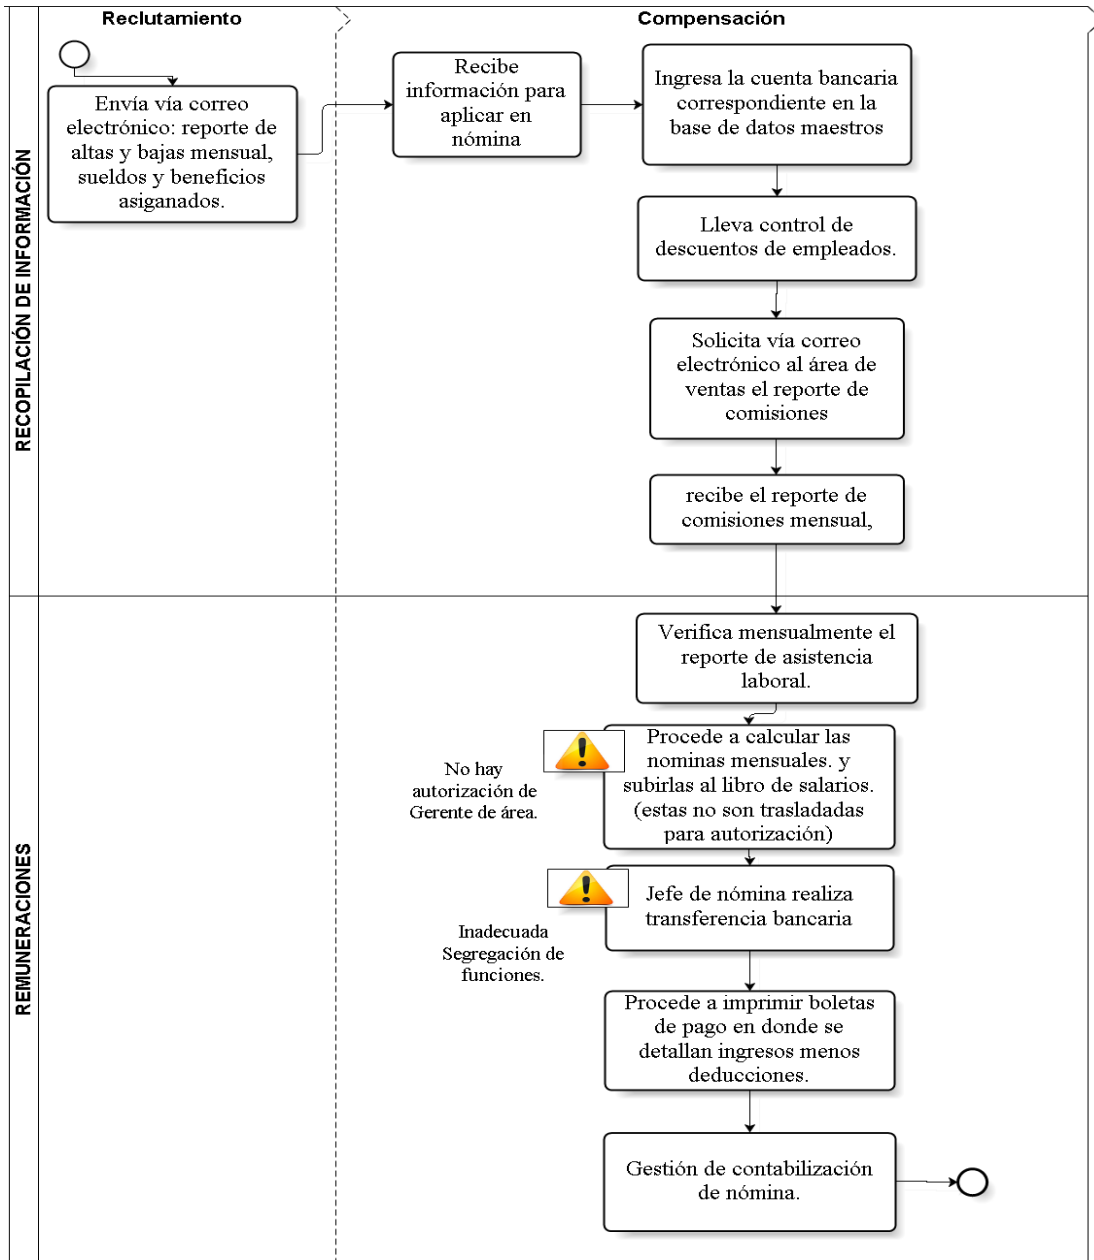 Reclutamiento
Compensación
RECOPILACIÓN DE INFORMACIÓN
Envía vía correo
electrónico: reporte de
altas y bajas mensual,
sueldos y beneficios
asiganados.
Recibe
información para
aplicar en
nómina
Ingresa la cuenta bancaria
correspondiente en la
base de datos maestros
Lleva control de
descuentos de empleados.
Solicita vía correo
electrónico al área de
ventas el reporte de
comisiones
recibe el reporte de
comisiones mensual,
REMUNERACIONES
Verifica mensualmente el
reporte de asistencia
laboral.
No hay
autorización de
Gerente de área.
Procede a calcular las
nominas mensuales. y
subirlas al libro de salarios.
(estas no son trasladadas
para autorización)
Inadecuada
Segregación de
funciones.
Jefe de nómina realiza
transferencia bancaria
Procede a imprimir boletas
de pago en donde se
detallan ingresos menos
deducciones.
Gestión de contabilización
de nómina.